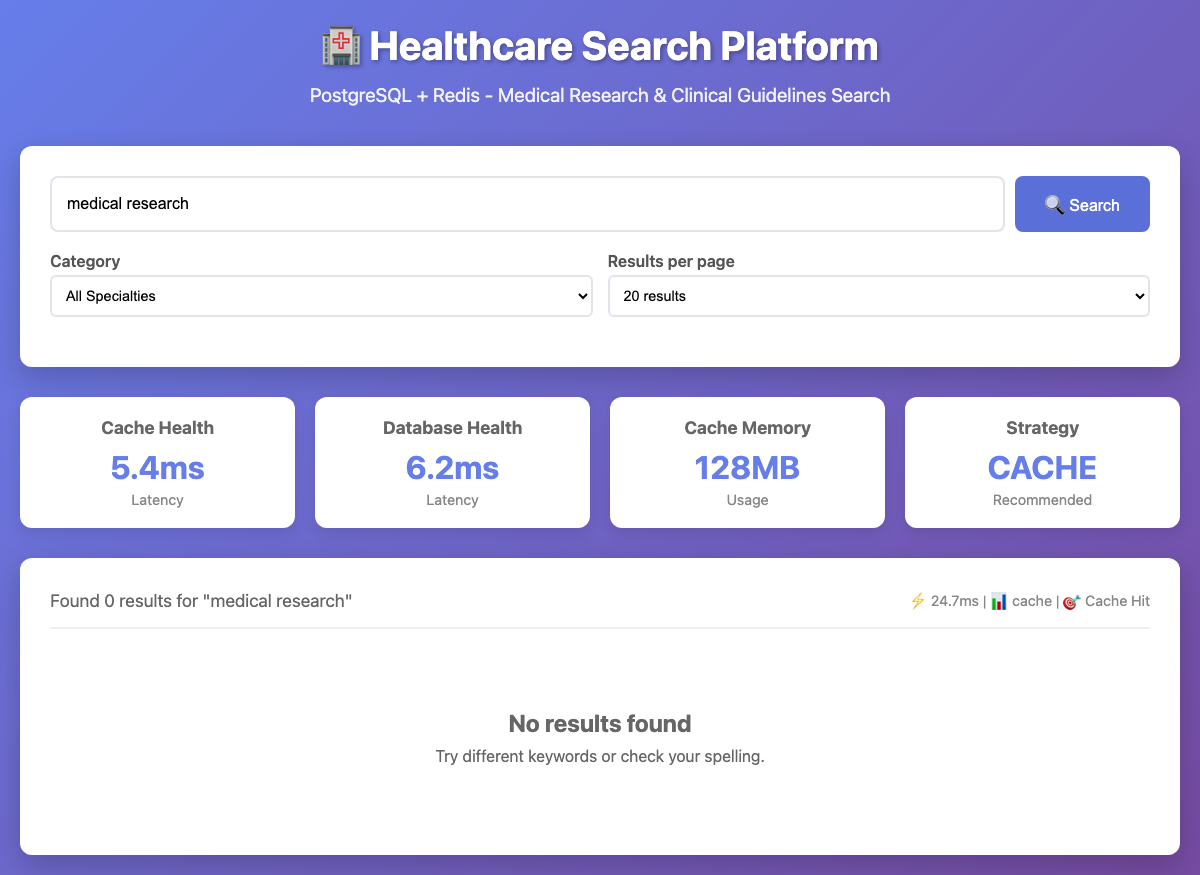 🏥 Healthcare Search Platform
PostgreSQL + Redis - Medical Research & Clinical Guidelines Search
medical research
🔍 Search
Category
Results per page
All Specialties
20 results
Cache Health
5.4ms
Latency
Database Health
6.2ms
Latency
Cache Memory
128MB
Usage
Strategy
CACHE
Recommended
Found 0 results for "medical research"
⚡ 24.7ms | 📊 cache | 🎯 Cache Hit
No results found
Try different keywords or check your spelling.